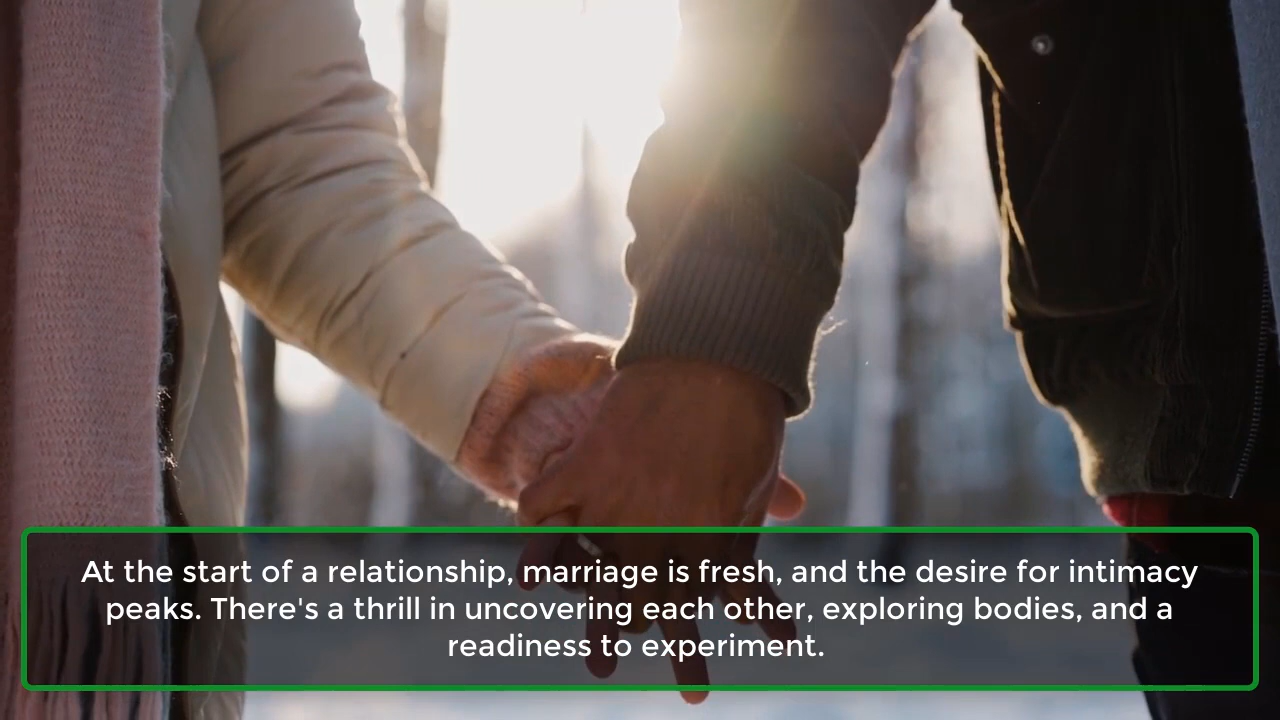 At the start of a relationship, marriage is fresh, and the desire for intimacy
peaks. There's a thrill in uncovering each other, exploring bodies, and a
readiness to experiment.